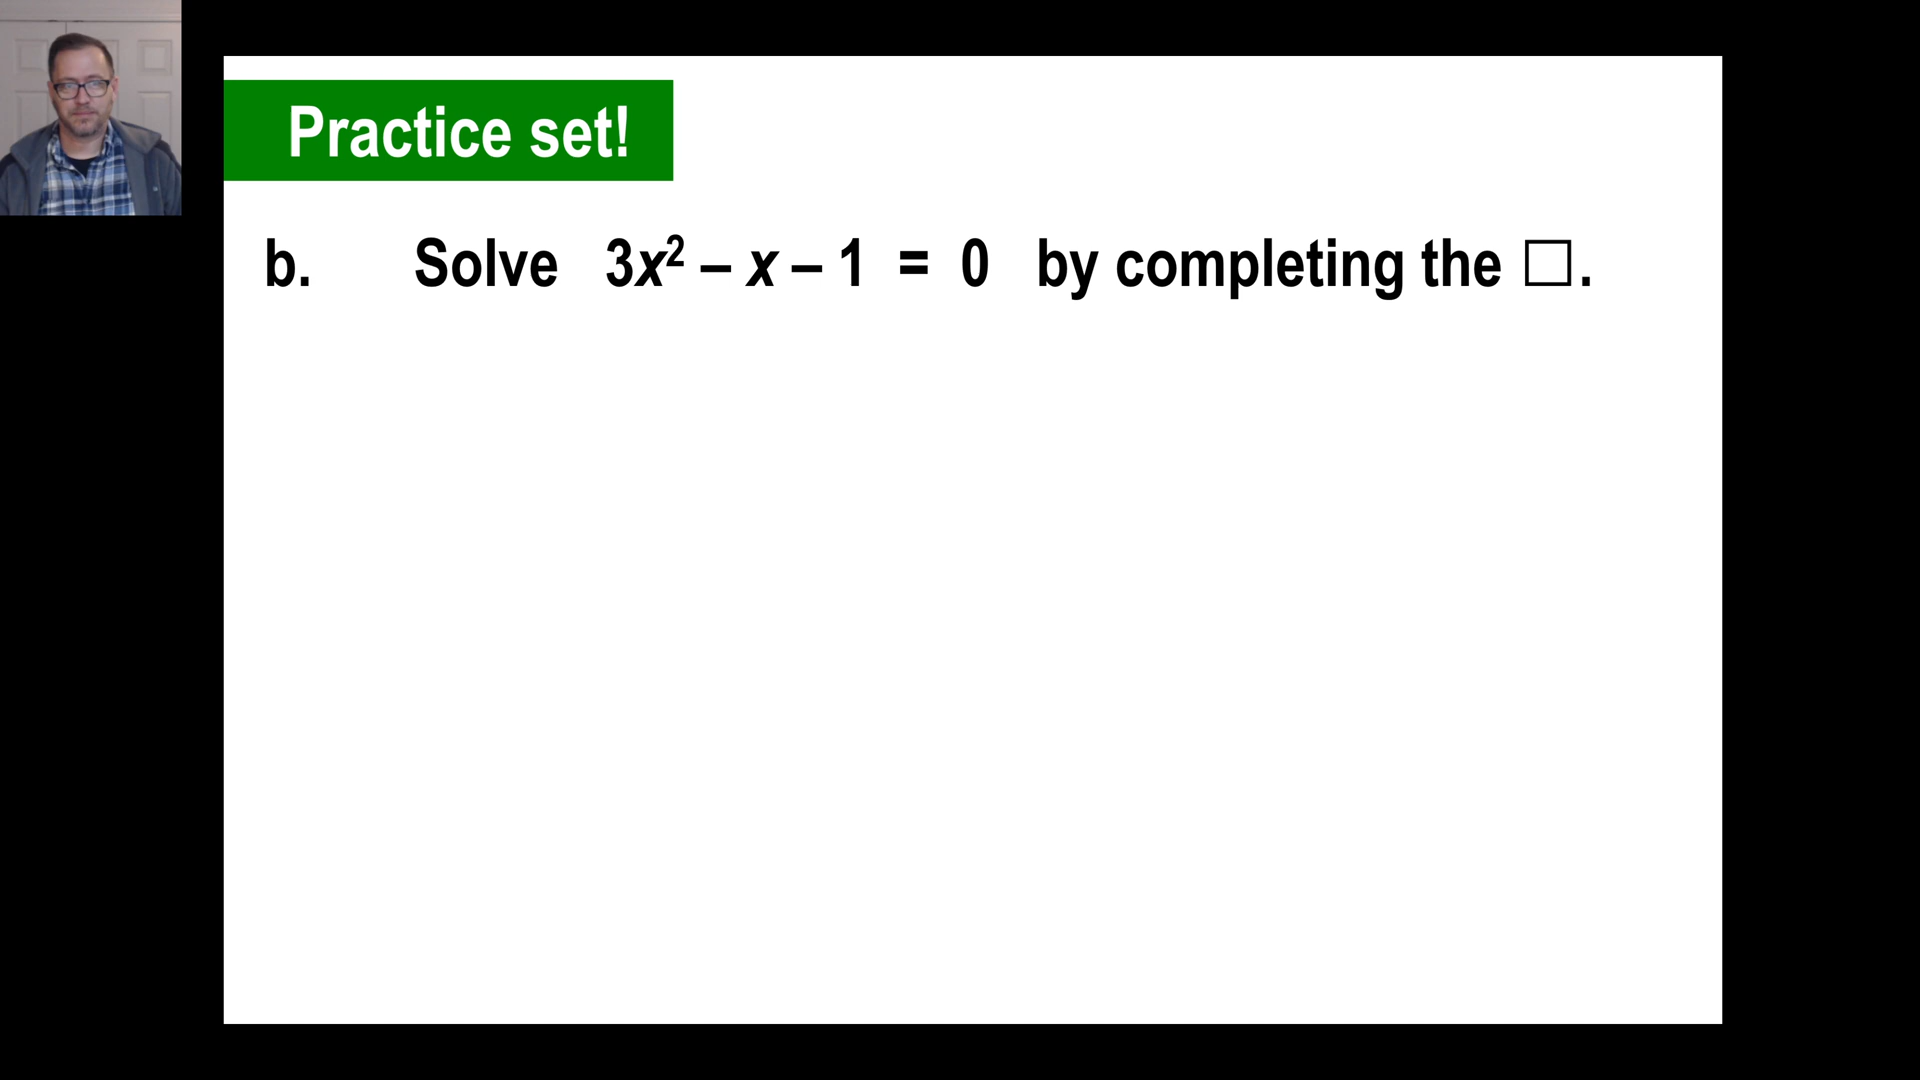 Practice set!
b. Solve 3x² – x – 1 = 0 by completing the □.